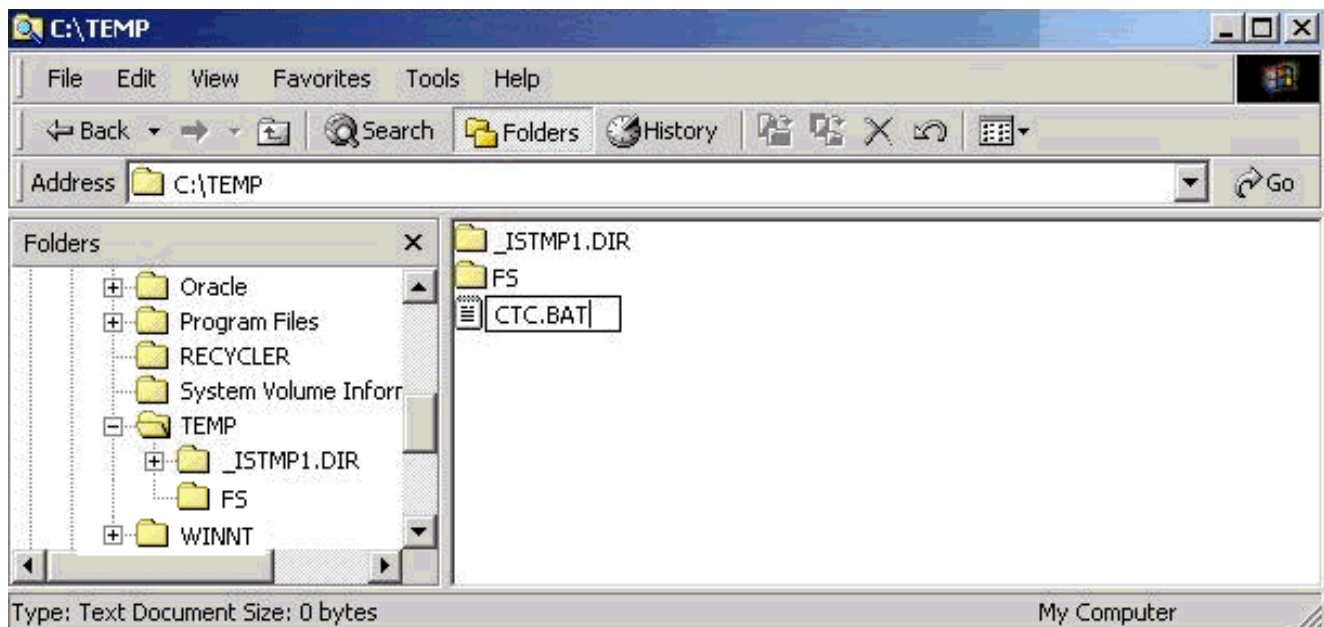 C:\TEMP
File Edit View Favorites Tools Help
Back Search Folders History
Address C:\TEMP Go
Folders
Oracle
Program Files
RECYCLER
System Volume Inforr
TEMP
_ISTMP1.DIR
FS
WINNT
_ISTMP1.DIR
FS
CTC.BAT
Type: Text Document Size: 0 bytes My Computer